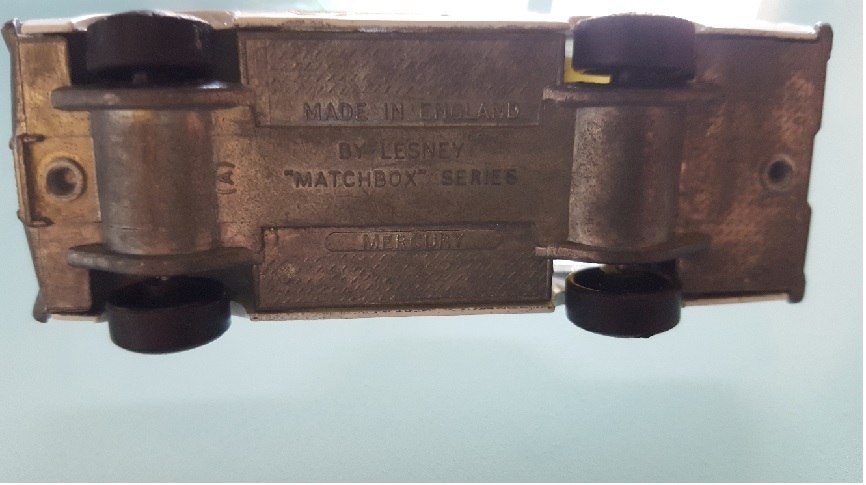 MADE IN ENGLAND
BY LESNEY
(A)
"MATCHBOX" SERIES
MERCURY